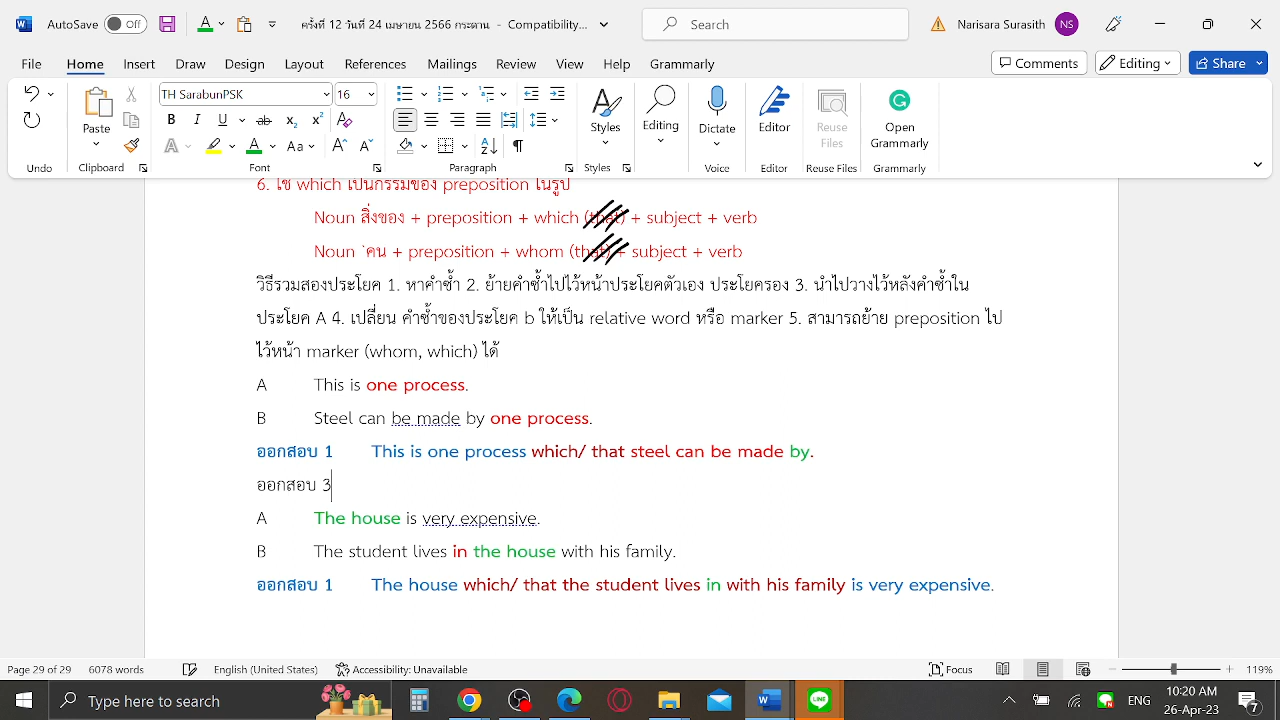 AutoSave Off ครั้งที่ 12 วันที่ 24 เมษายน 2566 กระดาน - Compatibility... Search Narisara Surasith NS
File Home Insert Draw Design Layout References Mailings Review View Help Grammarly Comments Editing Share
TH SarabunPSK 16
Paste Styles Editing Dictate Editor Reuse Files Open Grammarly
Undo Clipboard Font Paragraph Styles Voice Editor Reuse Files Grammarly
6. ใช้ which เป็นกรรมของ preposition ในรูป
Noun สิ่งของ + preposition + which (that) + subject + verb
Noun `คน + preposition + whom (that) + subject + verb
วิธีรวมสองประโยค 1. หาคำซ้ำ 2. ย้ายคำซ้ำไปไว้หน้าประโยคตัวเอง ประโยครอง 3. นำไปวางไว้หลังคำซ้ำใน
ประโยค A 4. เปลี่ยน คำซ้ำของประโยค b ให้เป็น relative word หรือ marker 5. สามารถย้าย preposition ไป
ไว้หน้า marker (whom, which) ได้
A This is one process.
B Steel can be made by one process.
ออกสอบ 1 This is one process which/ that steel can be made by.
ออกสอบ 3
A The house is very expensive.
B The student lives in the house with his family.
ออกสอบ 1 The house which/ that the student lives in with his family is very expensive.
Page 29 of 29 6078 words English (United States) Accessibility: Unavailable Focus 119%
Type here to search ENG 10:20 AM 26-Apr-23 7